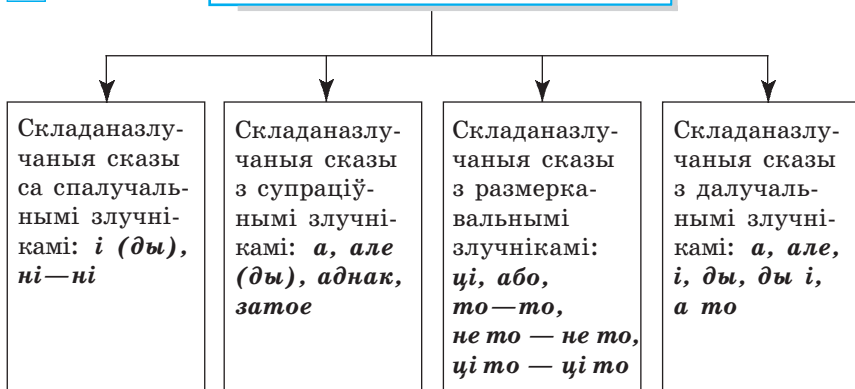 Складаназлу-
чаныя сказы
са спалучаль-
нымі злучні-
камі: і (ды),
ні—ні
Складаназлу-
чаныя сказы
з супраціў-
нымі злучні-
камі: а, але
(ды), аднак,
затое
Складаназлу-
чаныя сказы
з размерка-
вальнымі
злучнікамі:
ці, або,
то—то,
не то — не то,
ці то — ці то
Складаназлу-
чаныя сказы
з далучаль-
нымі злучні-
камі: а, але,
і, ды, ды і,
а то